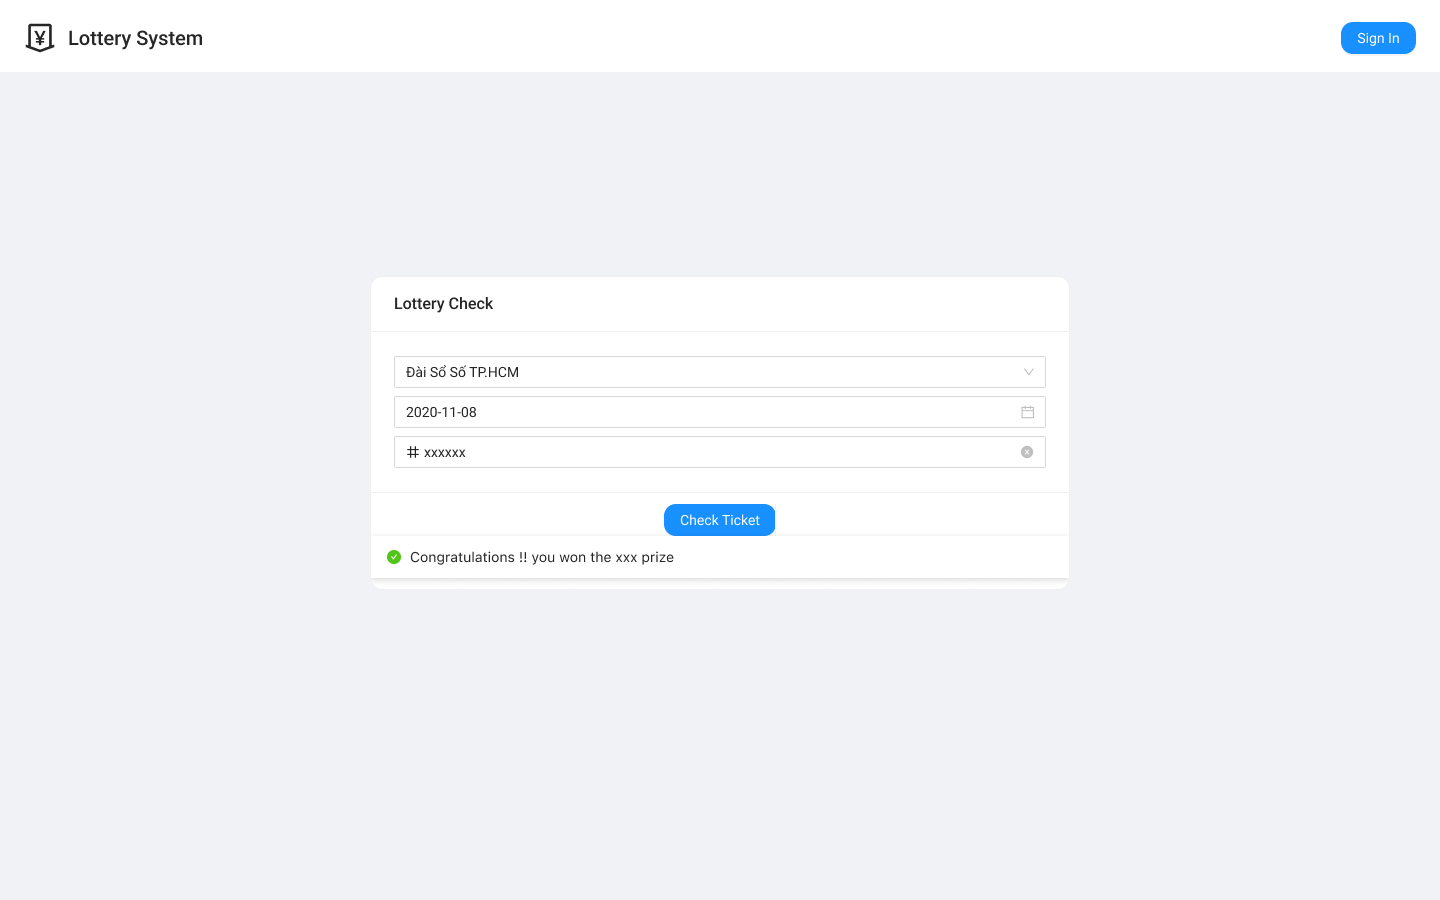 Lottery System
Sign In
Lottery Check
Đài Sổ Số TP.HCM
2020-11-08
# xxxxxx
Check Ticket
Congratulations !! you won the xxx prize